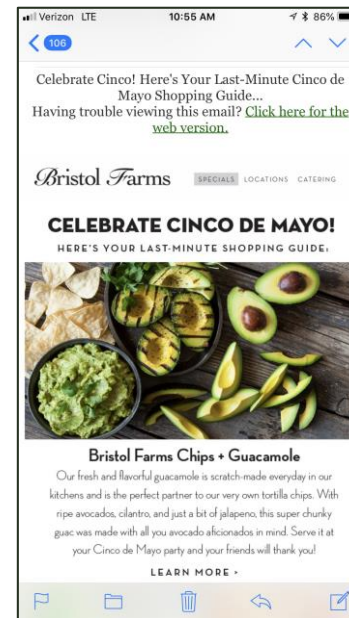 Verizon LTE 10:55 AM 86%
106
Celebrate Cinco! Here's Your Last-Minute Cinco de
Mayo Shopping Guide...
Having trouble viewing this email? Click here for the
web version.
Bristol Farms SPECIALS LOCATIONS CATERING
CELEBRATE CINCO DE MAYO!
HERE'S YOUR LAST-MINUTE SHOPPING GUIDE:
Bristol Farms Chips + Guacamole
Our fresh and flavorful guacamole is scratch-made everyday in our
kitchens and is the perfect partner to our very own tortilla chips. With
ripe avocados, cilantro, and just a bit of jalapeno, this super chunky
guac was made with all you avocado aficionados in mind. Serve it at
your Cinco de Mayo party and your friends will thank you!
LEARN MORE ›